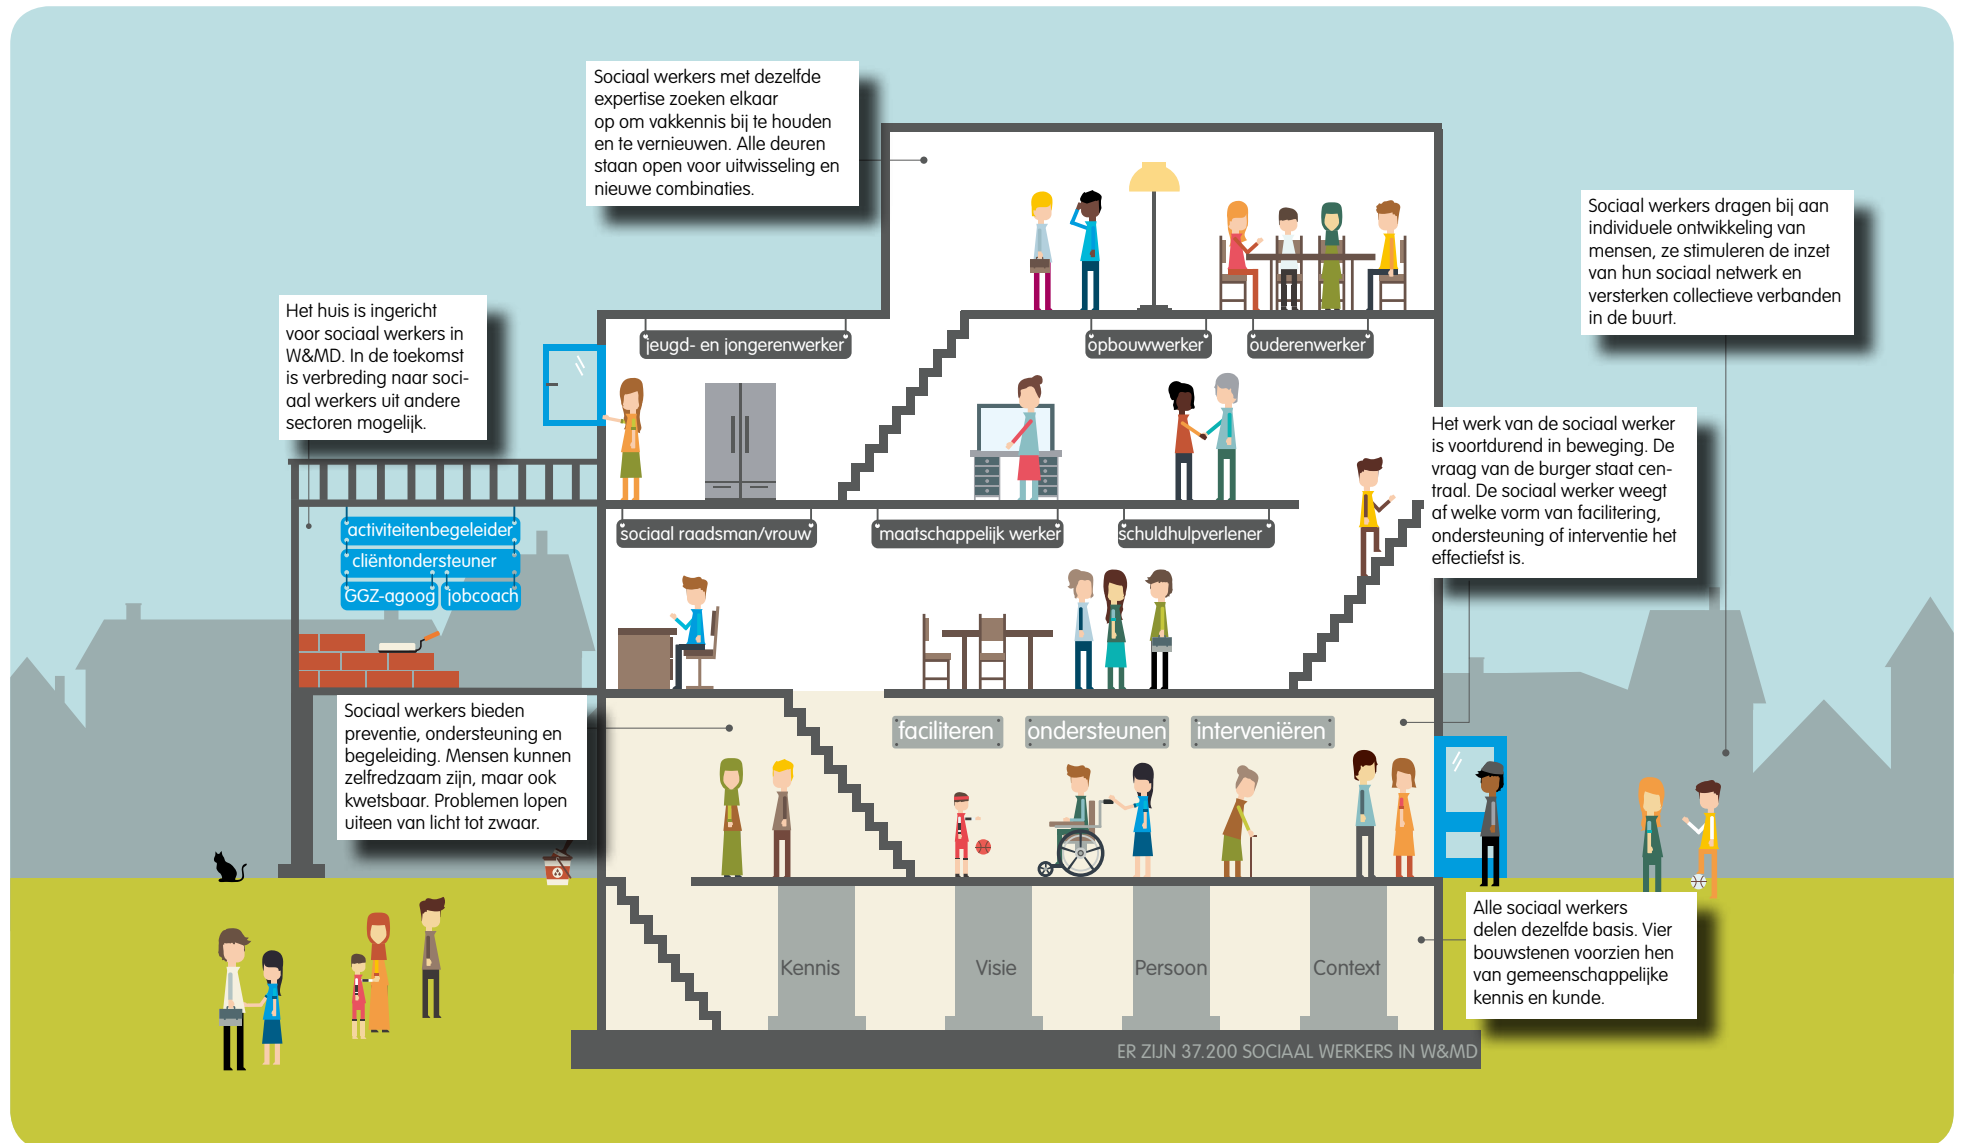 Sociaal werkers met dezelfde
expertise zoeken elkaar
op om vakkennis bij te houden
en te vernieuwen. Alle deuren
staan open voor uitwisseling en
nieuwe combinaties.
Sociaal werkers dragen bij aan
individuele ontwikkeling van
mensen, ze stimuleren de inzet
van hun sociaal netwerk en
versterken collectieve verbanden
in de buurt.
Het huis is ingericht
voor sociaal werkers in
W&MD. In de toekomst
is verbreding naar soci-
aal werkers uit andere
sectoren mogelijk.
jeugd- en jongerenwerker
opbouwwerker
ouderenwerker
Het werk van de sociaal werker
is voortdurend in beweging. De
vraag van de burger staat cen-
traal. De sociaal werker weegt
af welke vorm van facilitering,
ondersteuning of interventie het
effectiefst is.
activiteitenbegeleider
cliëntondersteuner
GGZ-agoog
jobcoach
sociaal raadsman/vrouw
maatschappelijk werker
schuldhulpverlener
Sociaal werkers bieden
preventie, ondersteuning en
begeleiding. Mensen kunnen
zelfredzaam zijn, maar ook
kwetsbaar. Problemen lopen
uiteen van licht tot zwaar.
faciliteren
ondersteunen
interveniëren
Alle sociaal werkers
delen dezelfde basis. Vier
bouwstenen voorzien hen
van gemeenschappelijke
kennis en kunde.
Kennis
Visie
Persoon
Context
ER ZIJN 37.200 SOCIAAL WERKERS IN W&MD